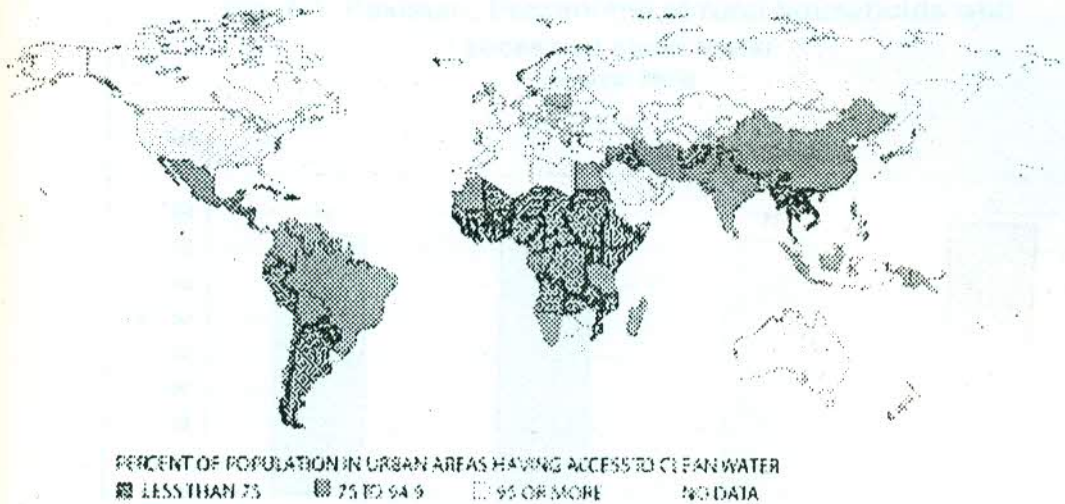 PERCENT OF POPULATION IN URBAN AREAS HAVING ACCESS TO CLEAN WATER
LESS THAN 75 75 TO 94.9 95 OR MORE NO DATA